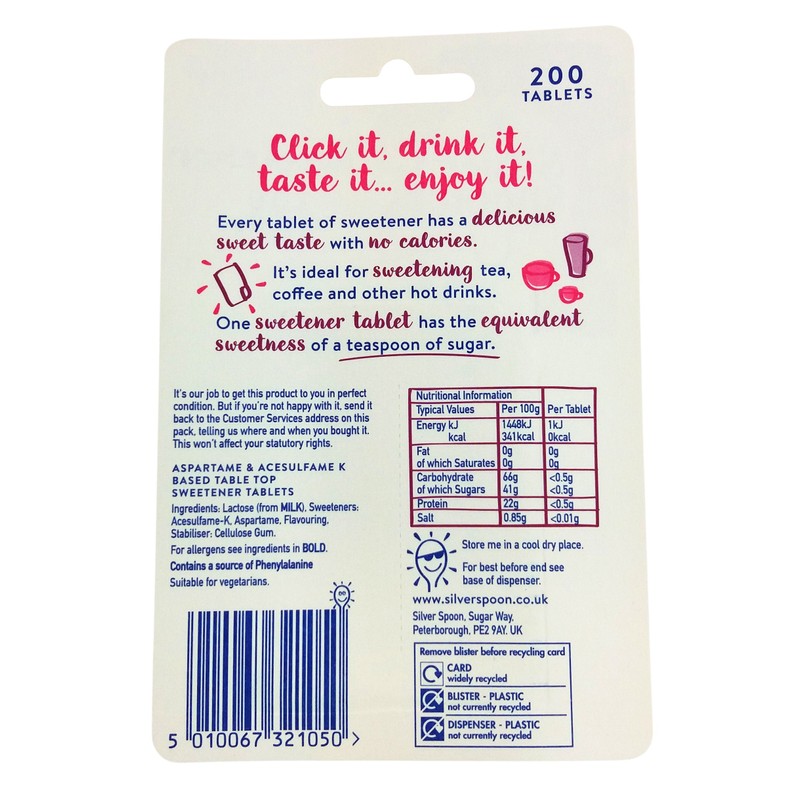 200
TABLETS
Click it, drink it,
taste it... enjoy it!
Every tablet of sweetener has a delicious
sweet taste with no calories.
It's ideal for sweetening tea,
coffee and other hot drinks.
One sweetener tablet has the equivalent
sweetness of a teaspoon of sugar.
It's our job to get this product to you in perfect
condition. But if you're not happy with it, send it
back to the Customer Services address on this
pack, telling us where and when you bought it.
This won't affect your statutory rights.
ASPARTAME & ACESULFAME K
BASED TABLE TOP
SWEETENER TABLETS
Ingredients: Lactose (from MILK), Sweeteners:
Acesulfame-K, Aspartame, Flavouring,
Stabiliser: Cellulose Gum.
For allergens see ingredients in BOLD.
Contains a source of Phenylalanine
Suitable for vegetarians.
5 010067 321050 >
Nutritional Information
Typical Values Per 100g Per Tablet
Energy kJ 1448kJ 1kJ
kcal 341kcal 0kcal
Fat 0g 0g
of which Saturates 0g 0g
Carbohydrate 66g <0.5g
of which Sugars 41g <0.5g
Protein 22g <0.5g
Salt 0.85g <0.01g
Store me in a cool dry place.
For best before end see
base of dispenser.
www.silverspoon.co.uk
Silver Spoon, Sugar Way,
Peterborough, PE2 9AY. UK
Remove blister before recycling card
CARD
widely recycled
BLISTER - PLASTIC
not currently recycled
DISPENSER - PLASTIC
not currently recycled